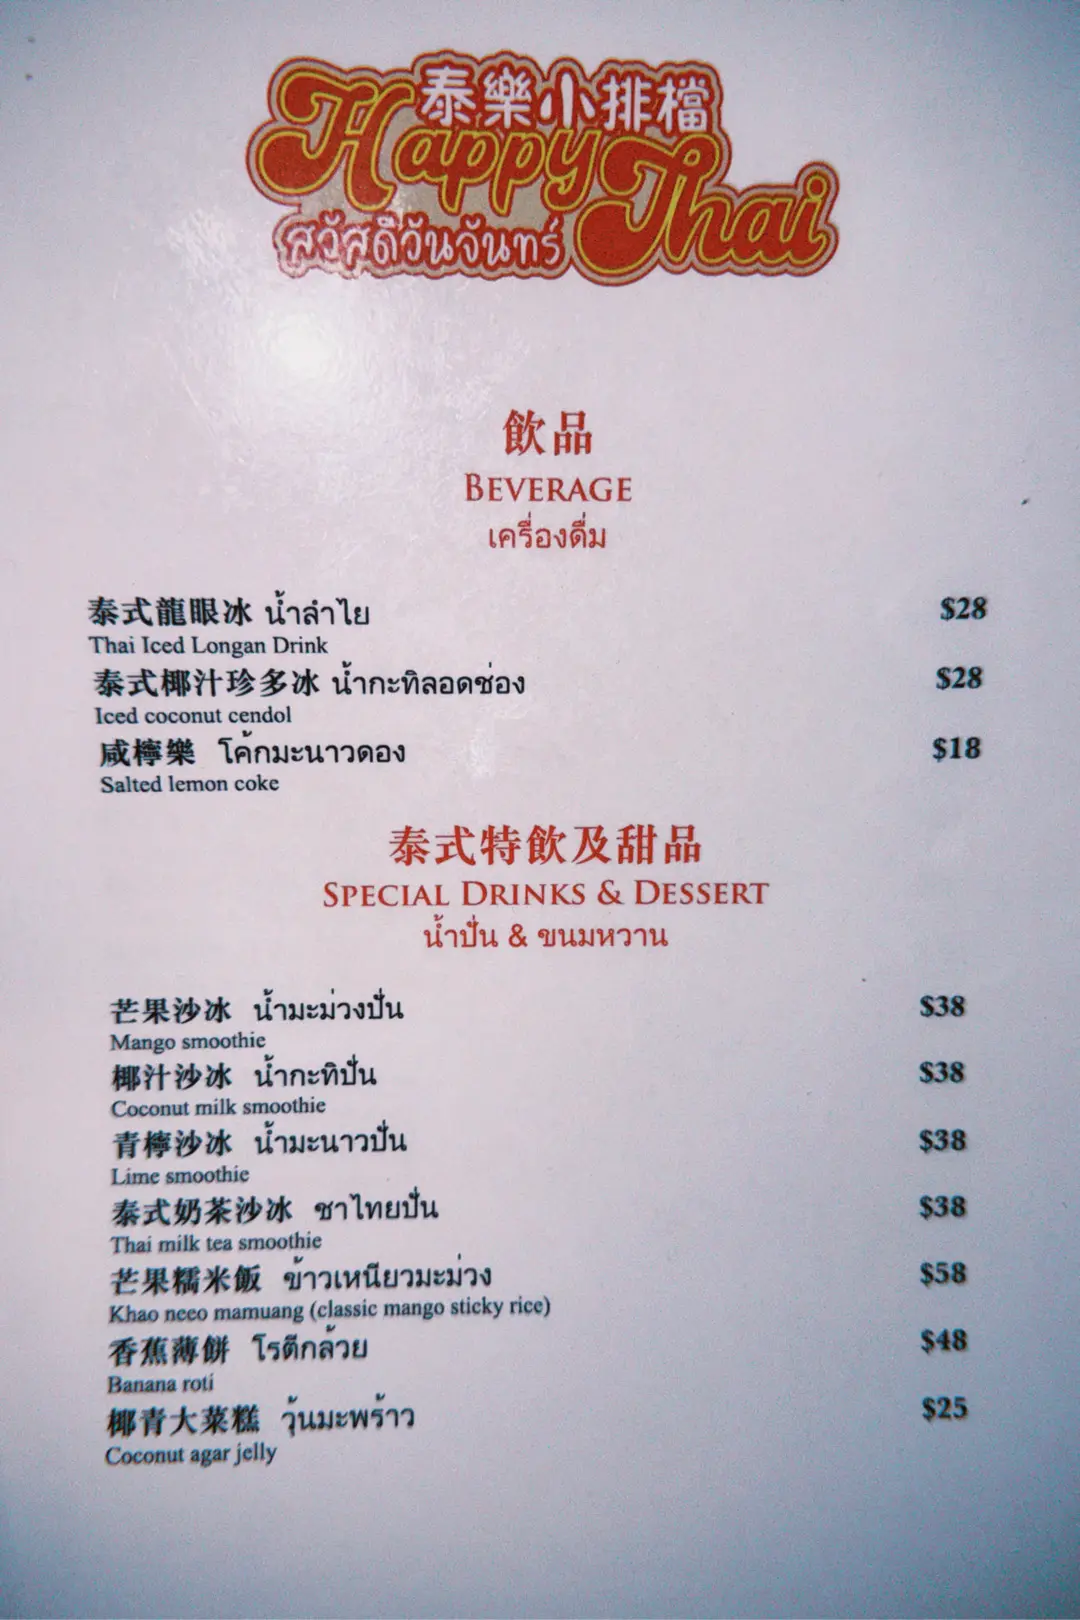 泰樂小排檔
Happy Thai
สวัสดีวันจันทร์
飲品
BEVERAGE
เครื่องดื่ม
泰式龍眼冰 น้ำลำไย $28
Thai Iced Longan Drink
泰式椰汁珍多冰 น้ำกะทิลอดช่อง $28
Iced coconut cendol
咸檸樂 โค้กมะนาวดอง $18
Salted lemon coke
泰式特飲及甜品
SPECIAL DRINKS & DESSERT
น้ำปั่น & ขนมหวาน
芒果沙冰 น้ำมะม่วงปั่น $38
Mango smoothie
椰汁沙冰 น้ำกะทิปั่น $38
Coconut milk smoothie
青檸沙冰 น้ำมะนาวปั่น $38
Lime smoothie
泰式奶茶沙冰 ชาไทยปั่น $38
Thai milk tea smoothie
芒果糯米飯 ข้าวเหนียวมะม่วง $58
Khao neeo mamuang (classic mango sticky rice)
香蕉薄餅 โรตีกล้วย $48
Banana roti
椰青大菜糕 วุ้นมะพร้าว $25
Coconut agar jelly